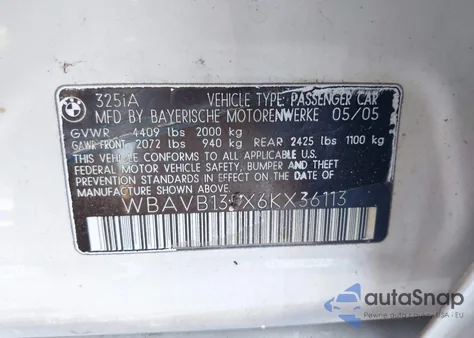 BMW
325iA VEHICLE TYPE: PASSENGER CAR
MFD BY BAYERISCHE MOTORENWERKE 05/05
GVWR 4409 lbs 2000 kg
GAWR-FRONT 2072 lbs 940 kg REAR 2425 lbs 1100 kg
THIS VEHICLE CONFORMS TO ALL APPLICABLE U.S.
FEDERAL MOTOR VEHICLE SAFETY, BUMPER, AND
THEFT PREVENTION STANDARDS IN EFFECT ON THE DATE OF
MANUFACTURE SHOWN ABOVE.
autoSnap